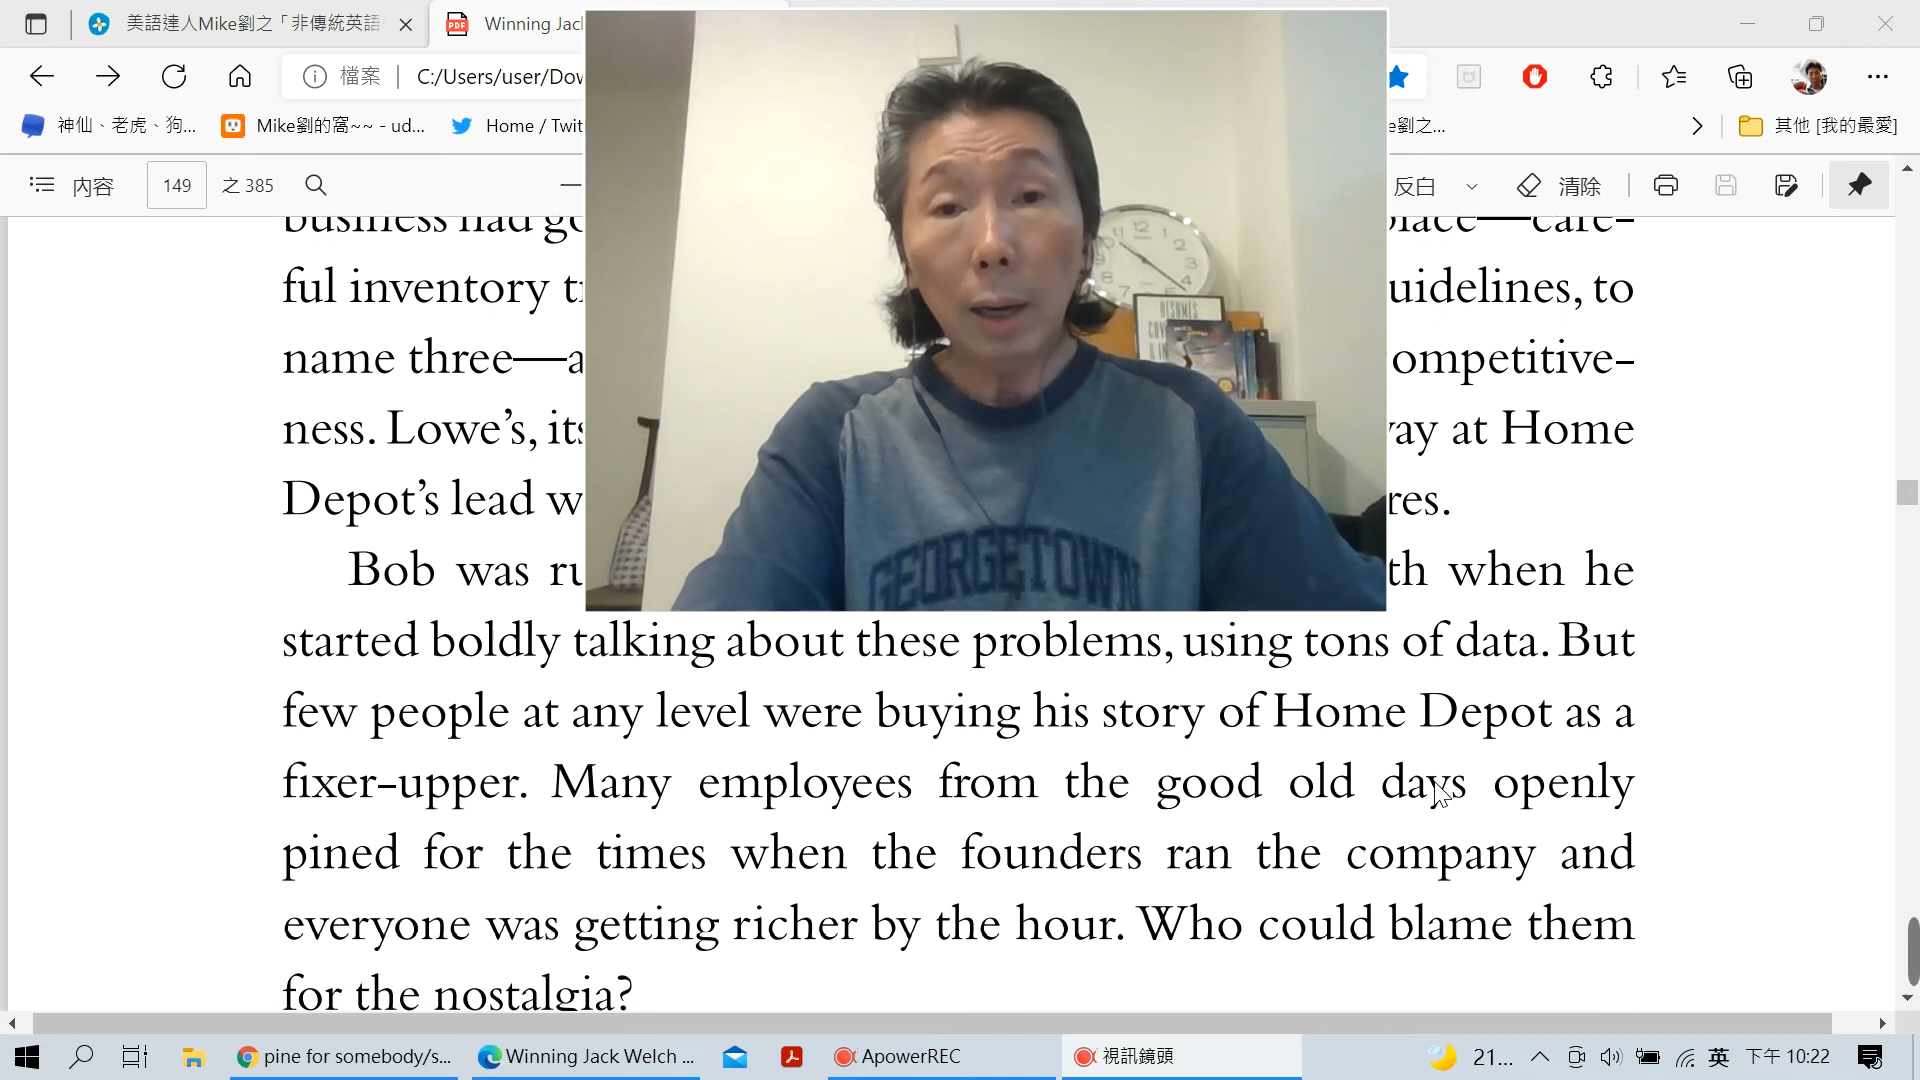 美語達人Mike劉之「非傳統英語
PDF
Winning Jac
檔案
C:/Users/user/Dov
神仙、老虎、狗...
Mike劉的窩~~ - ud...
Home / Twit
e劉之...
其他 [我的最愛]
內容
149
之 385
反白
清除
business had g
place—care-
ful inventory t
uidelines, to
name three—a
ompetitive-
ness. Lowe's, its
ay at Home
Depot's lead w
res.
Bob was ru
th when he
started boldly talking about these problems, using tons of data. But
few people at any level were buying his story of Home Depot as a
fixer-upper. Many employees from the good old days openly
pined for the times when the founders ran the company and
everyone was getting richer by the hour. Who could blame them
for the nostalgia?
RÉSUMÉS
GEORGETOWN
pine for somebody/s...
Winning Jack Welch ...
ApowerREC
視訊鏡頭
21...
英
下午 10:22